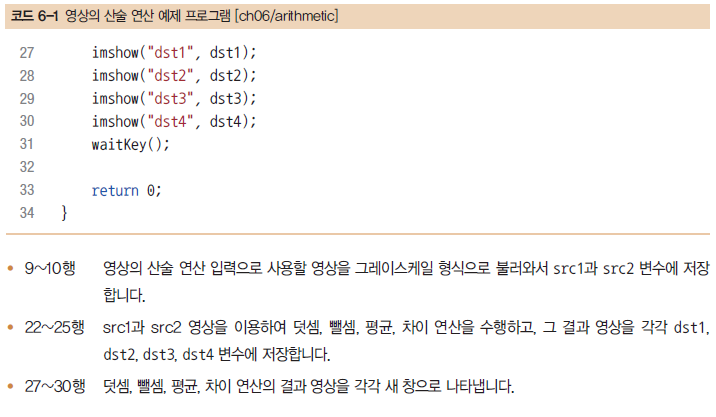 코드 6-1 영상의 산술 연산 예제 프로그램 [ch06/arithmetic]
27 imshow("dst1", dst1);
28 imshow("dst2", dst2);
29 imshow("dst3", dst3);
30 imshow("dst4", dst4);
31 waitKey();
32
33 return 0;
34 }
• 9~10행 영상의 산술 연산 입력으로 사용할 영상을 그레이스케일 형식으로 불러와서 src1과 src2 변수에 저장
합니다.
• 22~25행 src1과 src2 영상을 이용하여 덧셈, 뺄셈, 평균, 차이 연산을 수행하고, 그 결과 영상을 각각 dst1,
dst2, dst3, dst4 변수에 저장합니다.
• 27~30행 덧셈, 뺄셈, 평균, 차이 연산의 결과 영상을 각각 새 창으로 나타냅니다.